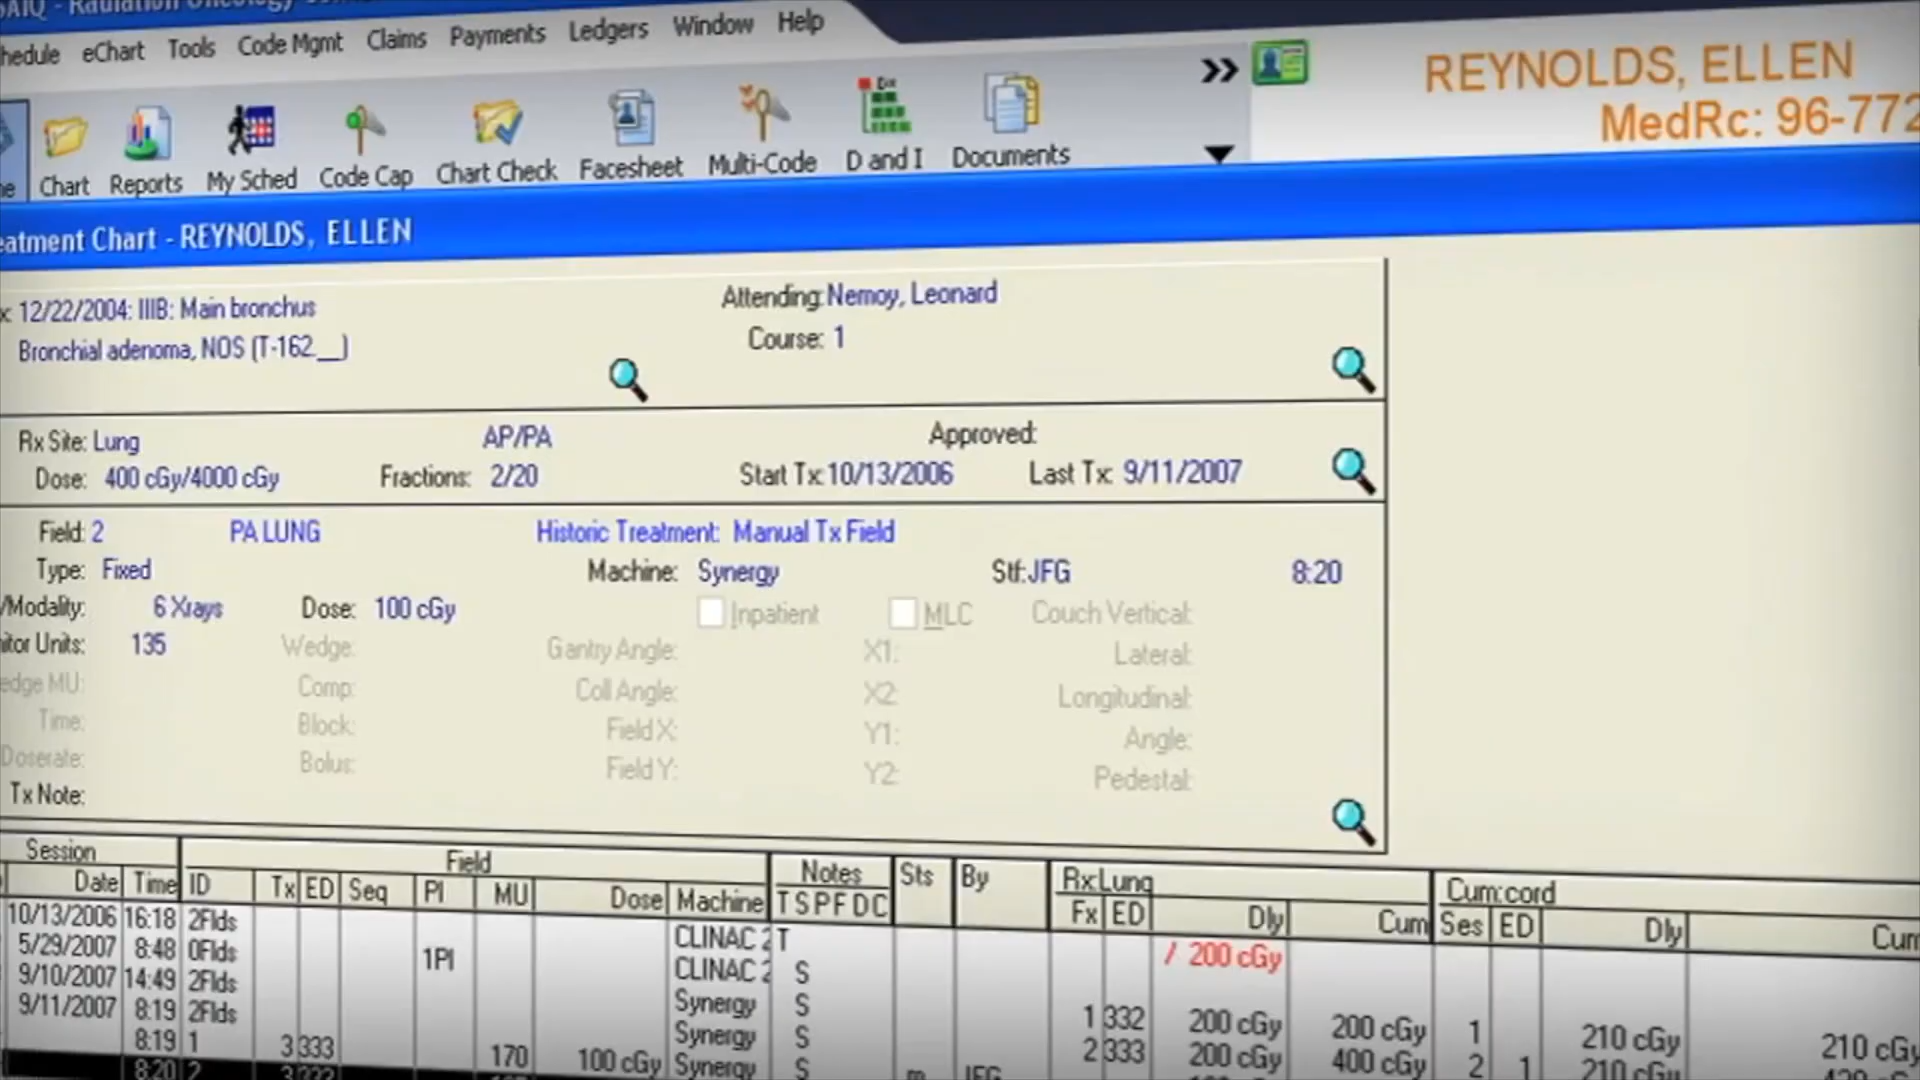 Radiation Oncology
eChart Tools Code Mgmt Claims Payments Ledgers Window Help
Chart Reports My Sched Code Cap Chart Check Facesheet Multi-Code D and I Documents
REYNOLDS, ELLEN
MedRc: 96-772
eatment Chart - REYNOLDS, ELLEN
12/22/2004: IIIB: Main bronchus
Attending: Nemoy, Leonard
Bronchial adenoma, NOS (T-162.__)
Course: 1
Rx Site: Lung AP/PA Approved:
Dose: 400 cGy/4000 cGy Fractions: 2/20 Start Tx: 10/13/2006 Last Tx: 9/11/2007
Field: 2 PA LUNG Historic Treatment: Manual Tx Field
Type: Fixed Machine: Synergy Stf: JFG 8:20
/Modality: 6 Xrays Dose: 100 cGy Inpatient MLC Couch Vertical:
itor Units: 135 Wedge: Gantry Angle: X1: Lateral:
edge MU: Comp: Coll Angle: X2: Longitudinal:
Time: Block: Field X: Y1: Angle:
Doserate: Bolus: Field Y: Y2: Pedestal:
Tx Note:
Session Field Notes Sts By Rx:Lung Cum:cord
Date Time ID Tx ED Seq PI MU Dose Machine T S P F D C Fx ED Dly Cum Ses ED Dly Cum
10/13/2006 16:18 2Flds CLINAC 2 T / 200 cGy
5/29/2007 8:48 0Flds 1PI CLINAC 2 S
9/10/2007 14:49 2Flds Synergy S 1 332 200 cGy 200 cGy 1 210 cGy 210 cGy
9/11/2007 8:19 2Flds Synergy S 2 333 200 cGy 400 cGy 2 1 210 cGy
8:19 1 3 333 170 100 cGy Synergy S m JFG
8:20 2